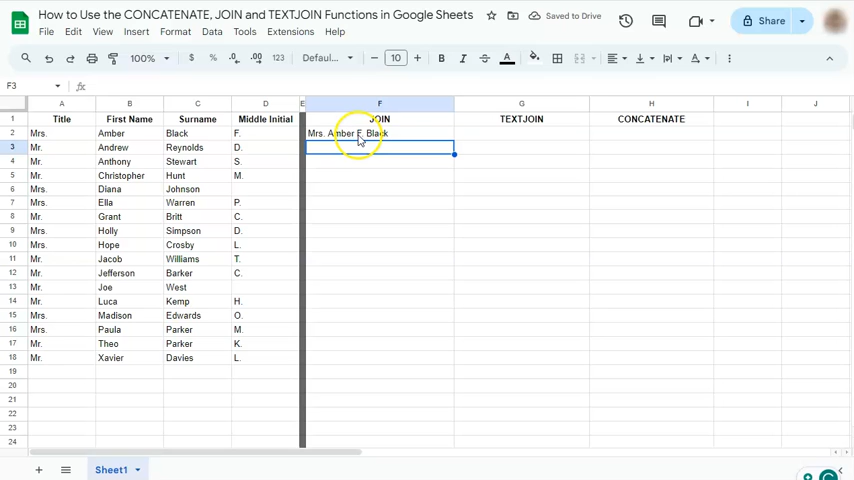 How to Use the CONCATENATE, JOIN and TEXTJOIN Functions in Google Sheets
Saved to Drive
Share
File Edit View Insert Format Data Tools Extensions Help
100% $ % .0 .00 123 Defaul... 10 B I A
F3 fx
A B C D E F G H I J
1 Title First Name Surname Middle Initial JOIN TEXTJOIN CONCATENATE
2 Mrs. Amber Black F. Mrs. Amber F. Black
3 Mr. Andrew Reynolds D.
4 Mr. Anthony Stewart S.
5 Mr. Christopher Hunt M.
6 Mrs. Diana Johnson
7 Mrs. Ella Warren P.
8 Mr. Grant Britt C.
9 Mrs. Holly Simpson D.
10 Mrs. Hope Crosby L.
11 Mr. Jacob Williams T.
12 Mr. Jefferson Barker C.
13 Mr. Joe West
14 Mr. Luca Kemp H.
15 Mrs. Madison Edwards O.
16 Mrs. Paula Parker M.
17 Mr. Theo Parker K.
18 Mr. Xavier Davies L.
19
20
21
22
23
24
Sheet1